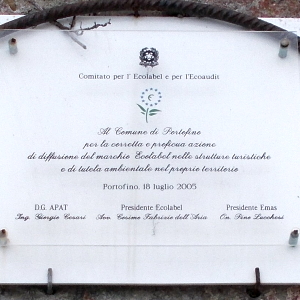 Comitato per l' Ecolabel e per l'Ecoaudit
€
Al Comune di Portofino
per la corretta e proficua azione
di diffusione del marchio Ecolabel nelle strutture turistiche
e di tutela ambientale nel proprio territorio
Portofino, 18 luglio 2005
D.G. APAT Presidente Ecolabel Presidente Emas
Ing. Giorgio Cesari Avv. Cosimo Fabrizio dell'Aria On. Pino Lucchesi